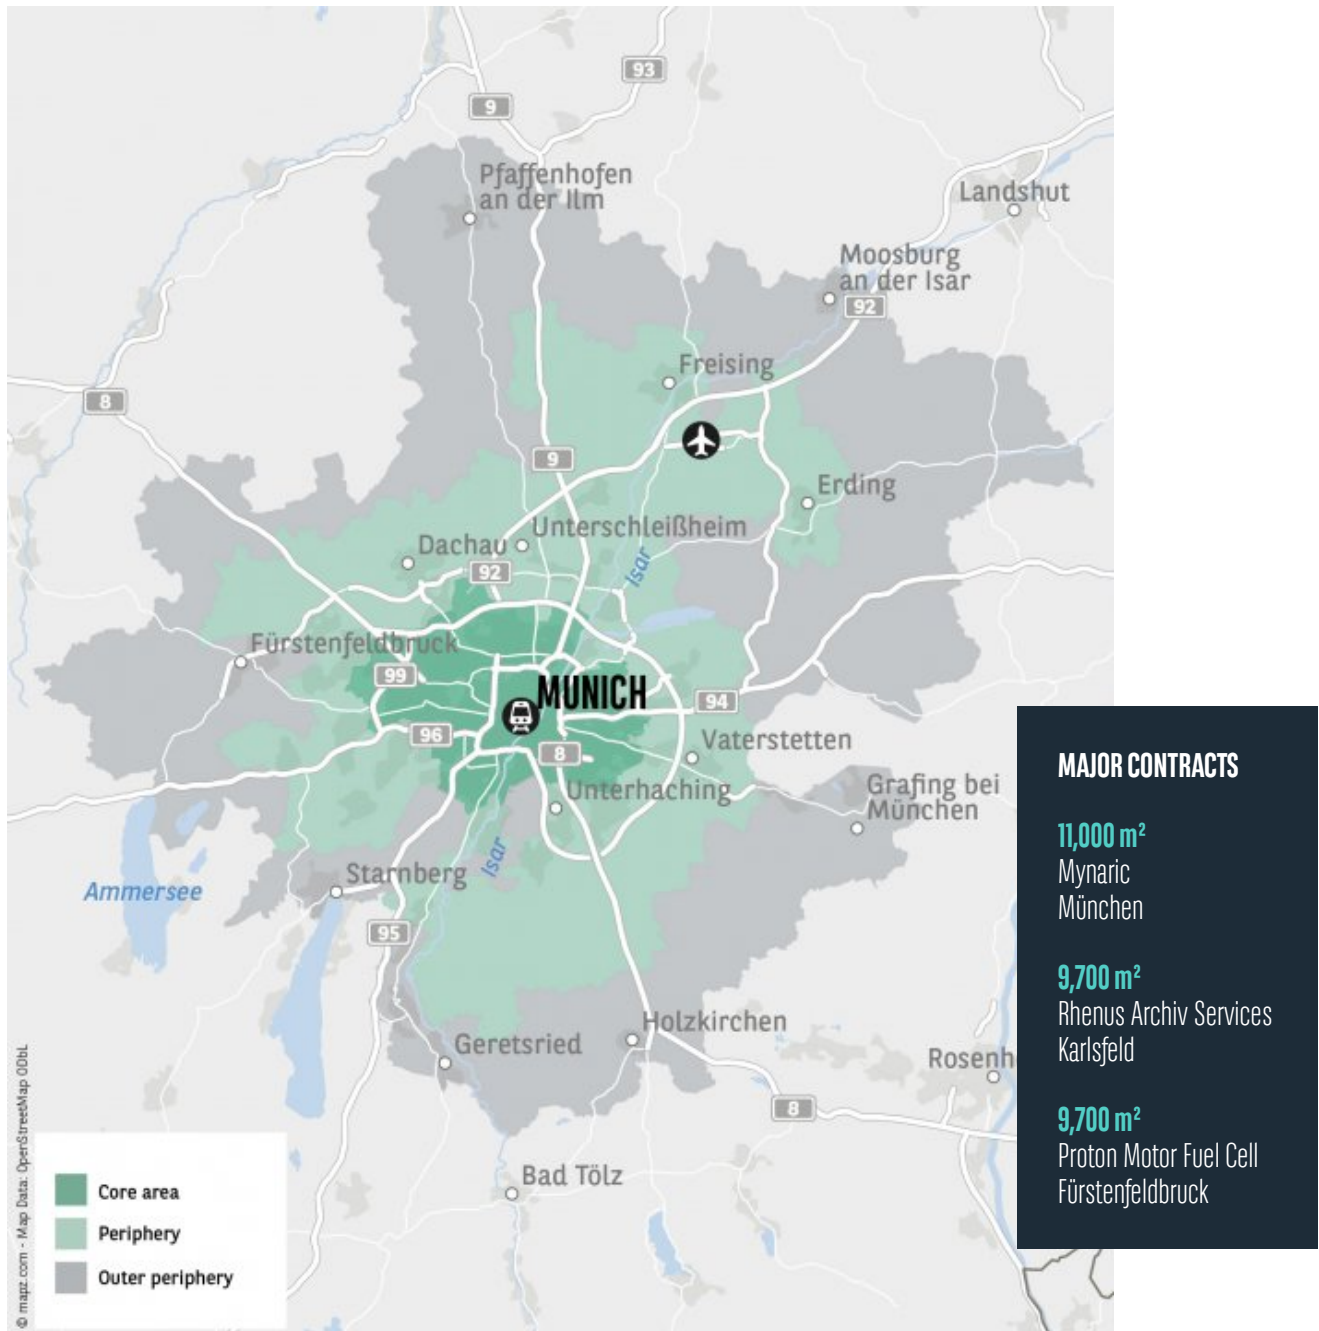 93
9
Pfaffenhofen
an der Ilm
Landshut
Moosburg
an der Isar
92
Freising
8
9
Erding
Unterschleißheim
Dachau
92
Isar
Fürstenfeldbruck
99
MUNICH
94
96
8
Vaterstetten
Unterhaching
Grafing bei
München
Isar
Starnberg
Ammersee
95
Holzkirchen
Geretsried
Rosenh
8
Bad Tölz
Core area
Periphery
Outer periphery
© mapz.com - Map Data: OpenStreetMap ODbL
MAJOR CONTRACTS
11,000 m²
Mynaric
München
9,700 m²
Rhenus Archiv Services
Karlsfeld
9,700 m²
Proton Motor Fuel Cell
Fürstenfeldbruck